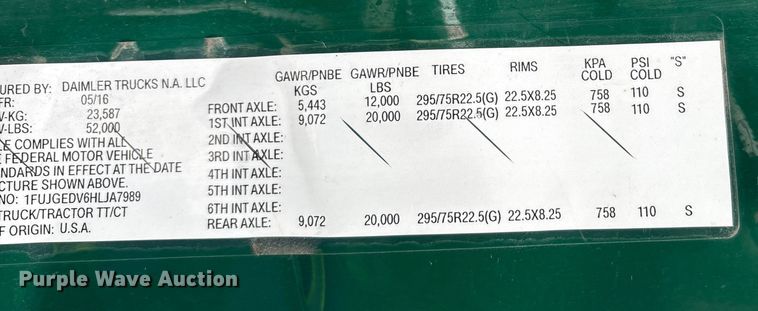 URED BY: DAIMLER TRUCKS N.A. LLC
FR: 05/16
V-KG: 23,587
V-LBS: 52,000
LE COMPLIES WITH ALL
E FEDERAL MOTOR VEHICLE
ANDARDS IN EFFECT AT THE DATE
CTURE SHOWN ABOVE.
NO: 1FUJGEDV6HLJA7989
TRUCK/TRACTOR TT/CT
F ORIGIN: U.S.A.
GAWR/PNBE GAWR/PNBE TIRES RIMS KPA PSI "S"
KGS LBS COLD COLD
FRONT AXLE: 5,443 12,000 295/75R22.5(G) 22.5X8.25 758 110 S
1ST INT AXLE: 9,072 20,000 295/75R22.5(G) 22.5X8.25 758 110 S
2ND INT AXLE:
3RD INT AXLE:
4TH INT AXLE:
5TH INT AXLE:
6TH INT AXLE:
REAR AXLE: 9,072 20,000 295/75R22.5(G) 22.5X8.25 758 110 S
Purple Wave Auction